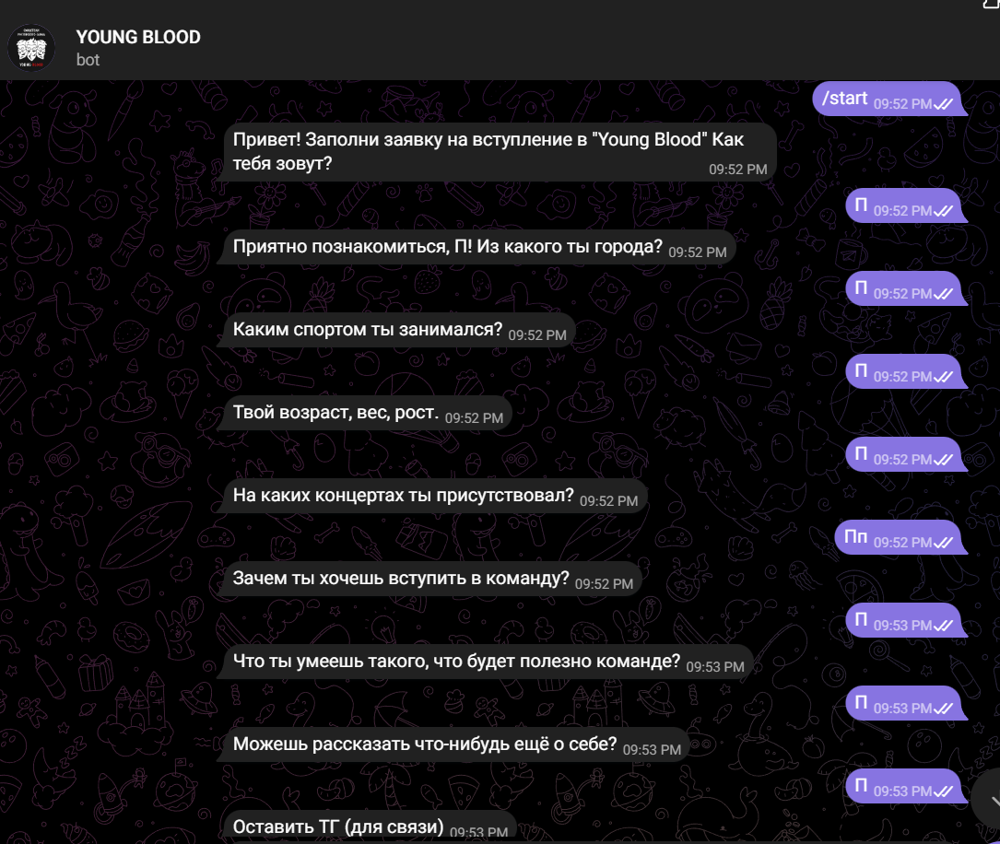 YOUNG BLOOD
bot
/start 09:52 PM
Привет! Заполни заявку на вступление в "Young Blood" Как
тебя зовут? 09:52 PM
П 09:52 PM
Приятно познакомиться, П! Из какого ты города? 09:52 PM
П 09:52 PM
Каким спортом ты занимался? 09:52 PM
П 09:52 PM
Твой возраст, вес, рост. 09:52 PM
П 09:52 PM
На каких концертах ты присутствовал? 09:52 PM
Пп 09:52 PM
Зачем ты хочешь вступить в команду? 09:52 PM
П 09:53 PM
Что ты умеешь такого, что будет полезно команде? 09:53 PM
П 09:53 PM
Можешь рассказать что-нибудь ещё о себе? 09:53 PM
П 09:53 PM
Оставить ТГ (для связи) 09:53 PM